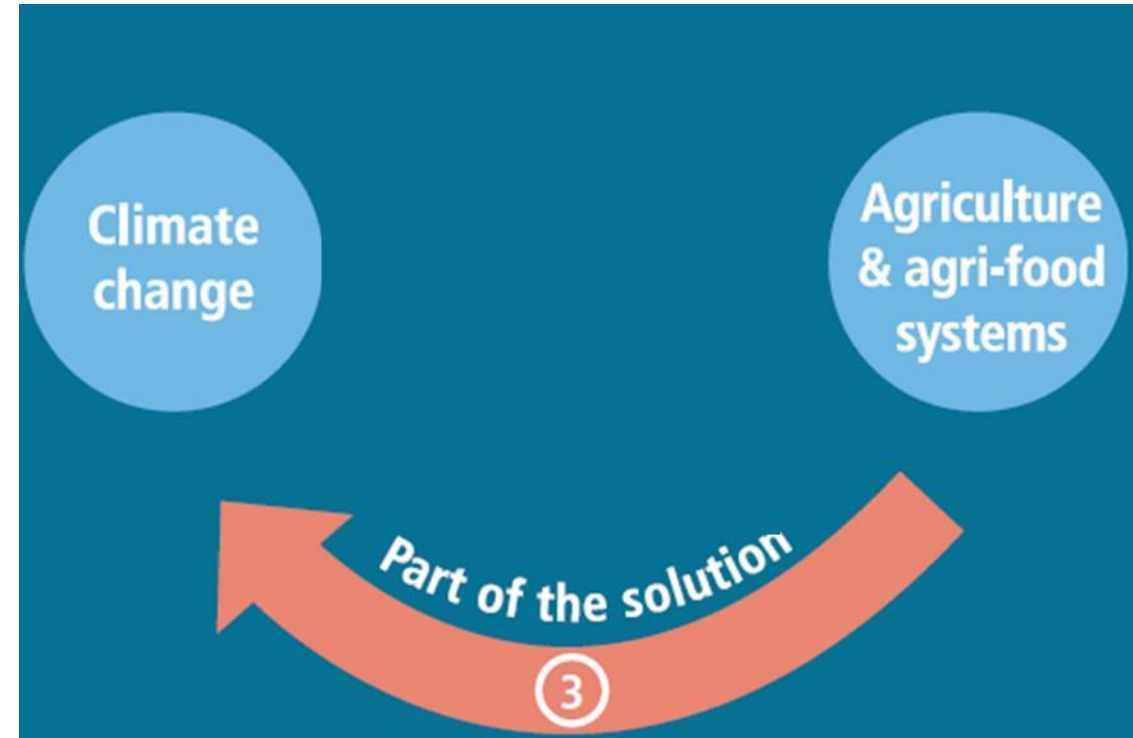 Climate
change
Agriculture
& agri-food
systems
Part of the solution
3